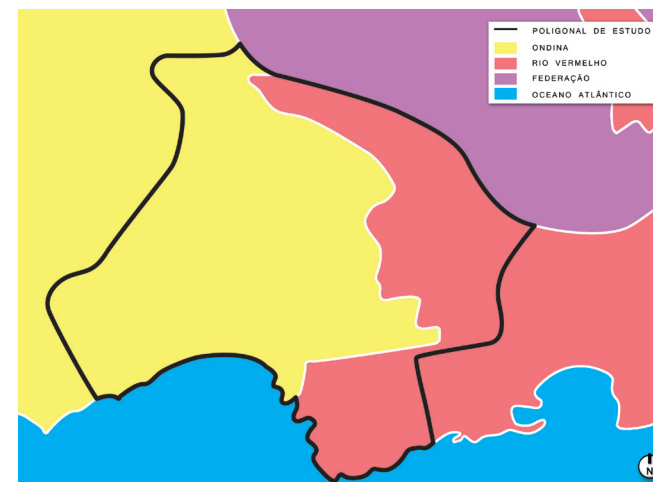 POLIGONAL DE ESTUDO
ONDINA
RIO VERMELHO
FEDERAÇÃO
OCEANO ATLÂNTICO
N